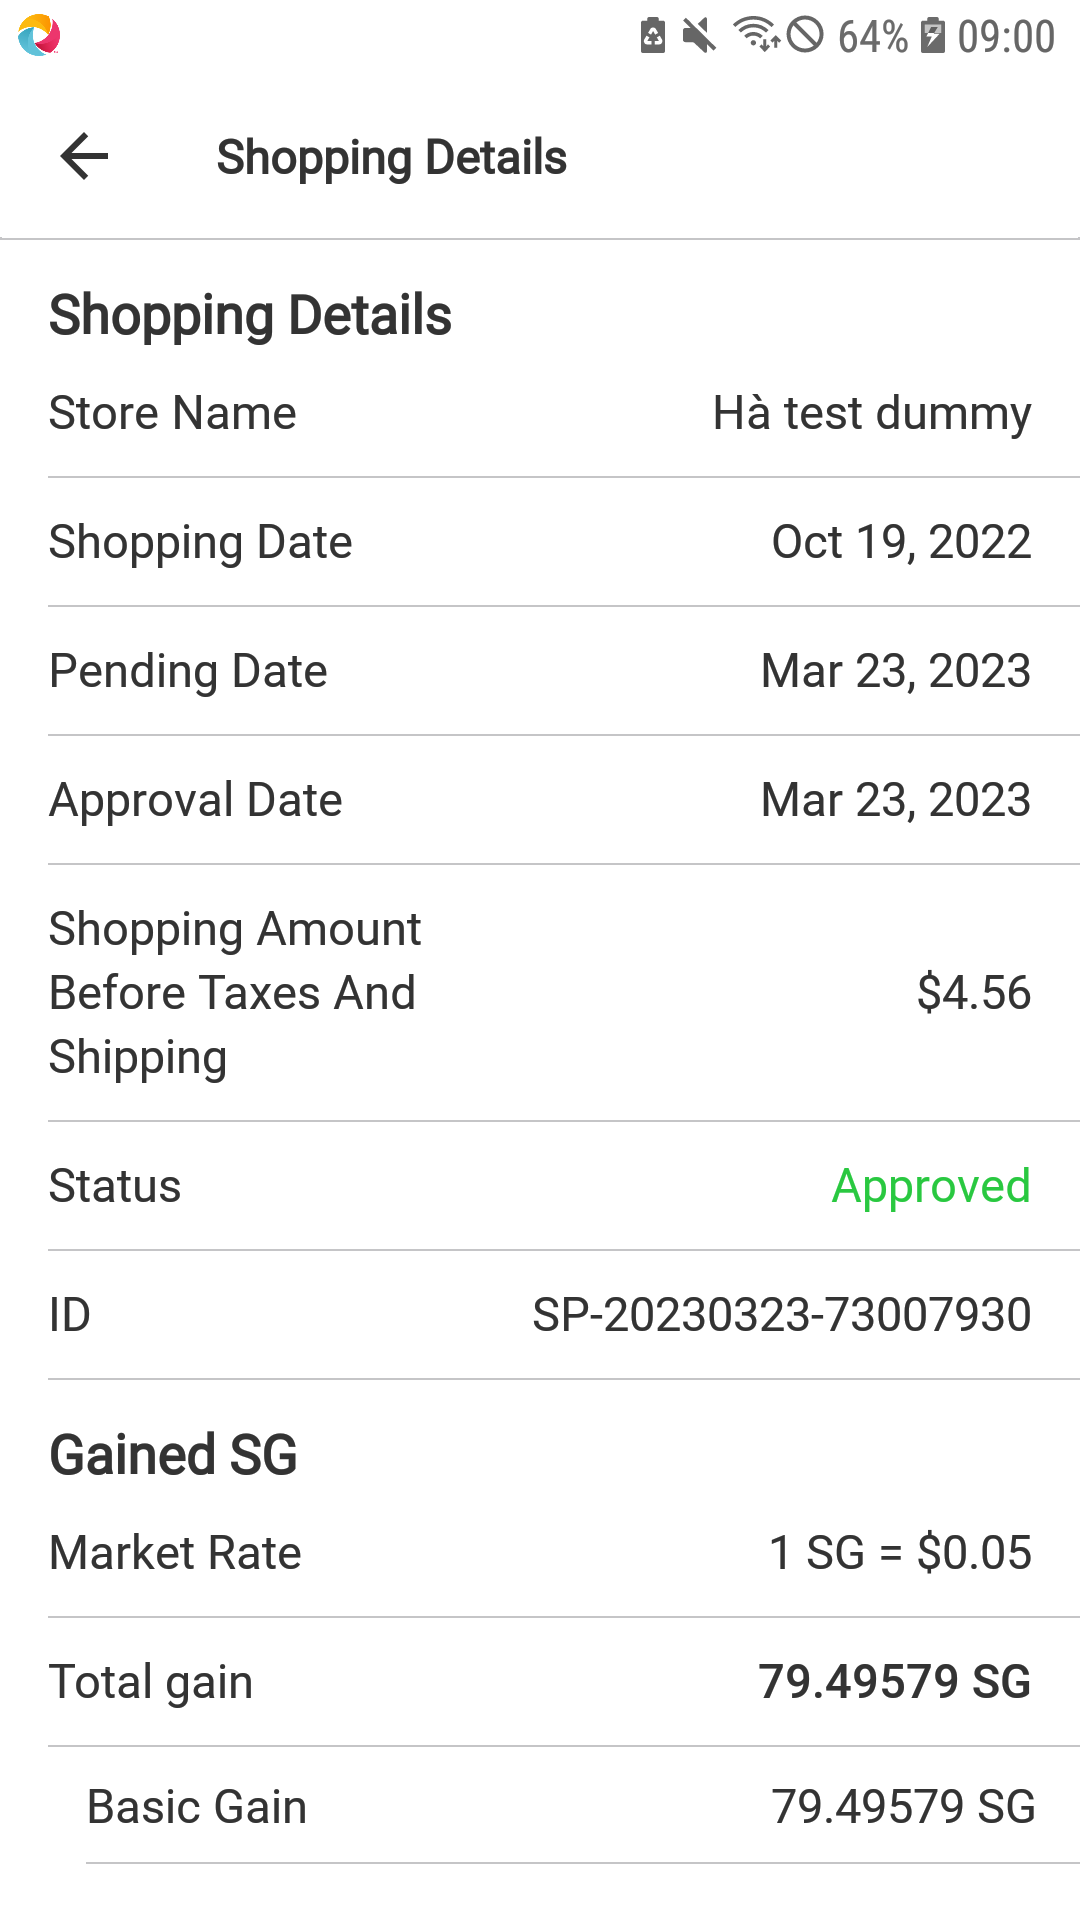 64% 09:00
Shopping Details
Shopping Details
Store Name Hà test dummy
Shopping Date Oct 19, 2022
Pending Date Mar 23, 2023
Approval Date Mar 23, 2023
Shopping Amount
Before Taxes And $4.56
Shipping
Status Approved
ID SP-20230323-73007930
Gained SG
Market Rate 1 SG = $0.05
Total gain 79.49579 SG
Basic Gain 79.49579 SG